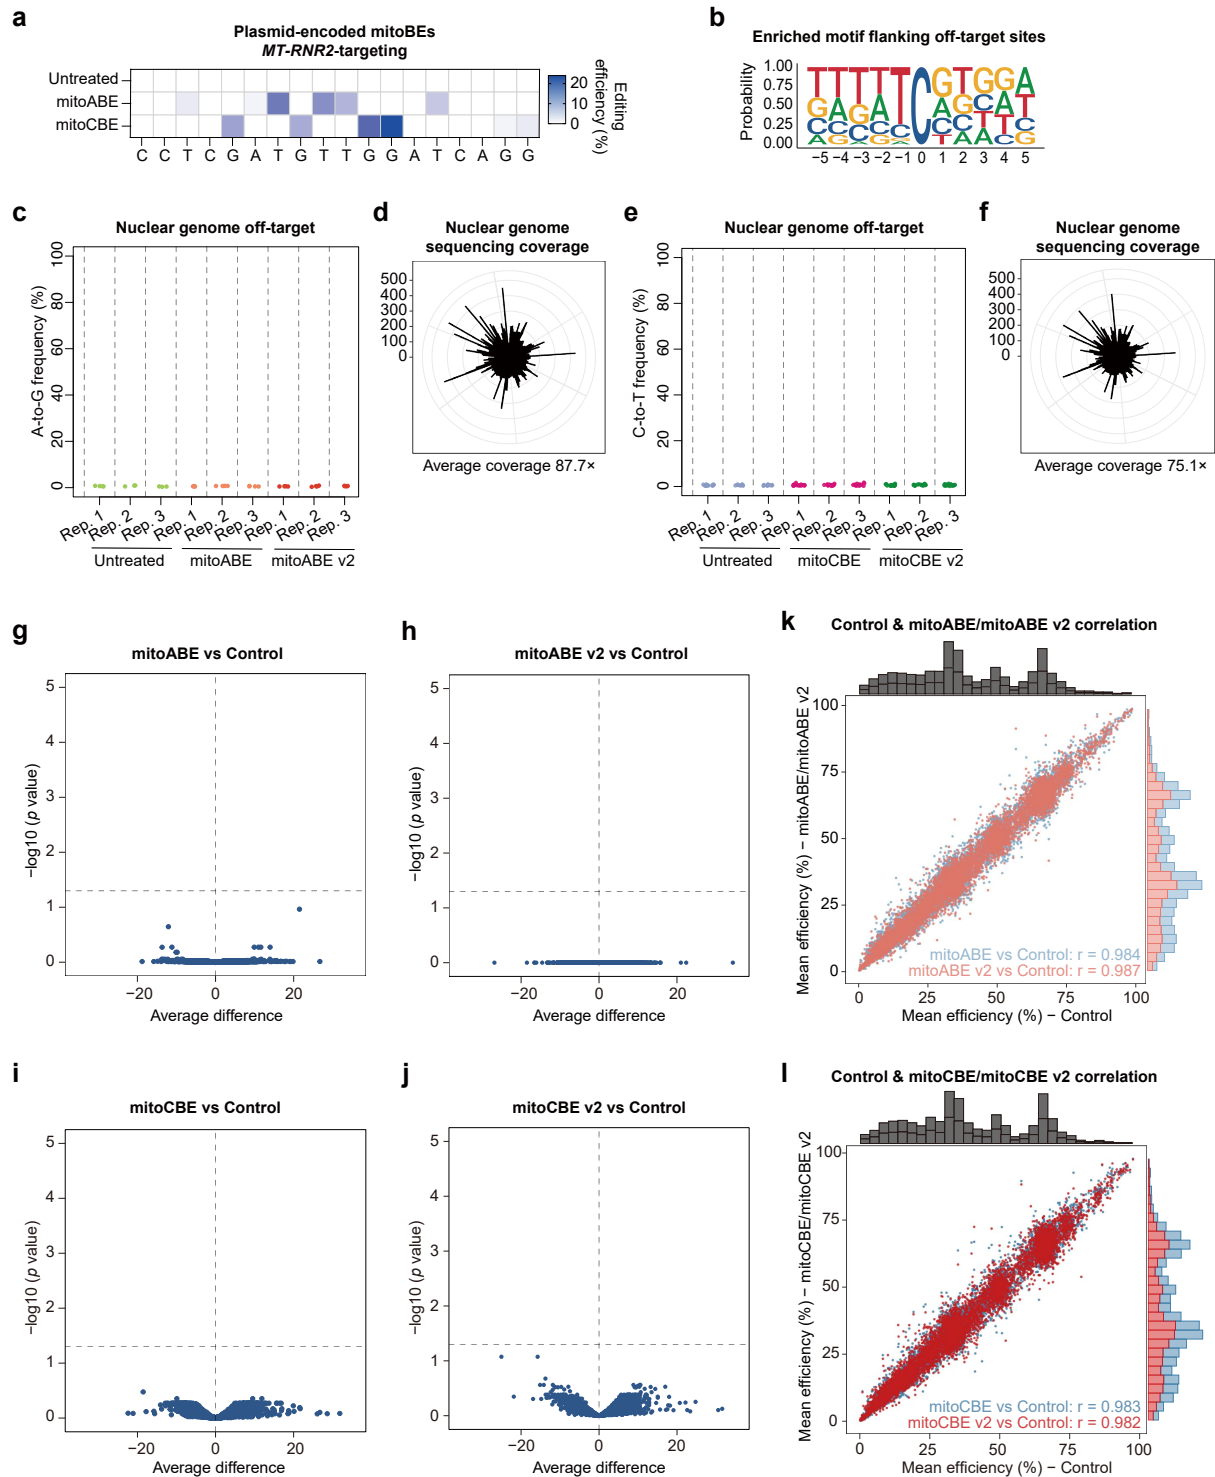 a
Plasmid-encoded mitoBEs
MT-RNR2-targeting
Untreated
mitoABE
mitoCBE
C C T C G A T G T T G G A T C A G G
20
10
0
Editing
efficiency (%)
b
Enriched motif flanking off-target sites
Probability
1.00
0.75
0.50
0.25
0.00
T T T T T C G T G G A
G A G A A G C A T
C C C C C C C T T C
A G A G A T A A C G
−5 −4 −3 −2 −1 0 1 2 3 4 5
c
Nuclear genome off-target
A-to-G frequency (%)
100
80
60
40
20
0
Rep. 1 Rep. 2 Rep. 3 Rep. 1 Rep. 2 Rep. 3 Rep. 1 Rep. 2 Rep. 3
Untreated mitoABE mitoABE v2
d
Nuclear genome
sequencing coverage
500
400
300
200
100
0
Average coverage 87.7×
e
Nuclear genome off-target
C-to-T frequency (%)
100
80
60
40
20
0
Rep. 1 Rep. 2 Rep. 3 Rep. 1 Rep. 2 Rep. 3 Rep. 1 Rep. 2 Rep. 3
Untreated mitoCBE mitoCBE v2
f
Nuclear genome
sequencing coverage
500
400
300
200
100
0
Average coverage 75.1×
g
mitoABE vs Control
−log10 (p value)
5
4
3
2
1
0
−20 0 20
Average difference
h
mitoABE v2 vs Control
−log10 (p value)
5
4
3
2
1
0
−20 0 20
Average difference
k
Control & mitoABE/mitoABE v2 correlation
Mean efficiency (%) − mitoABE/mitoABE v2
100
75
50
25
0
mitoABE vs Control: r = 0.984
mitoABE v2 vs Control: r = 0.987
0 25 50 75 100
Mean efficiency (%) − Control
i
mitoCBE vs Control
−log10 (p value)
5
4
3
2
1
0
−20 0 20
Average difference
j
mitoCBE v2 vs Control
−log10 (p value)
5
4
3
2
1
0
−20 0 20
Average difference
l
Control & mitoCBE/mitoCBE v2 correlation
Mean efficiency (%) − mitoCBE/mitoCBE v2
100
75
50
25
0
mitoCBE vs Control: r = 0.983
mitoCBE v2 vs Control: r = 0.982
0 25 50 75 100
Mean efficiency (%) − Control